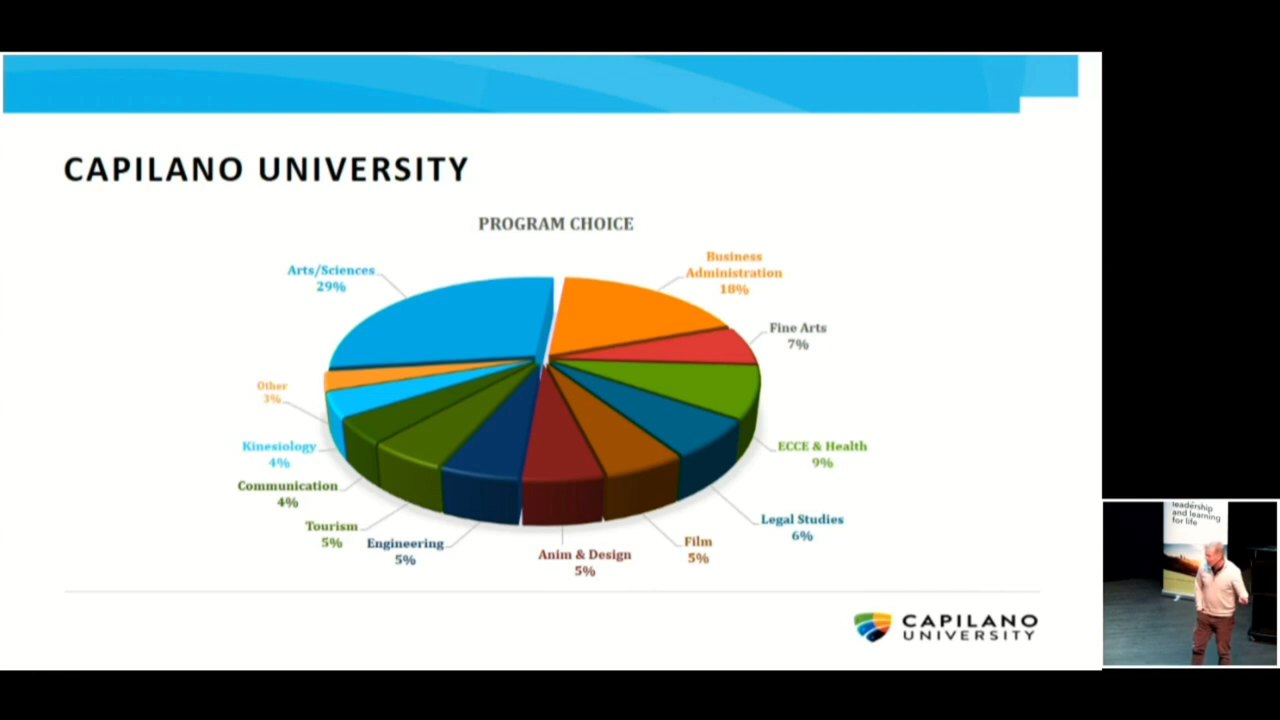 CAPILANO UNIVERSITY
PROGRAM CHOICE
Business
Administration
18%
Arts/Sciences
29%
Fine Arts
7%
Other
3%
Kinesiology
4%
ECCE & Health
9%
Communication
4%
Legal Studies
6%
Tourism
5%
Engineering
5%
Film
5%
Anim & Design
5%
CAPILANO
UNIVERSITY
leadership
and learning
for life